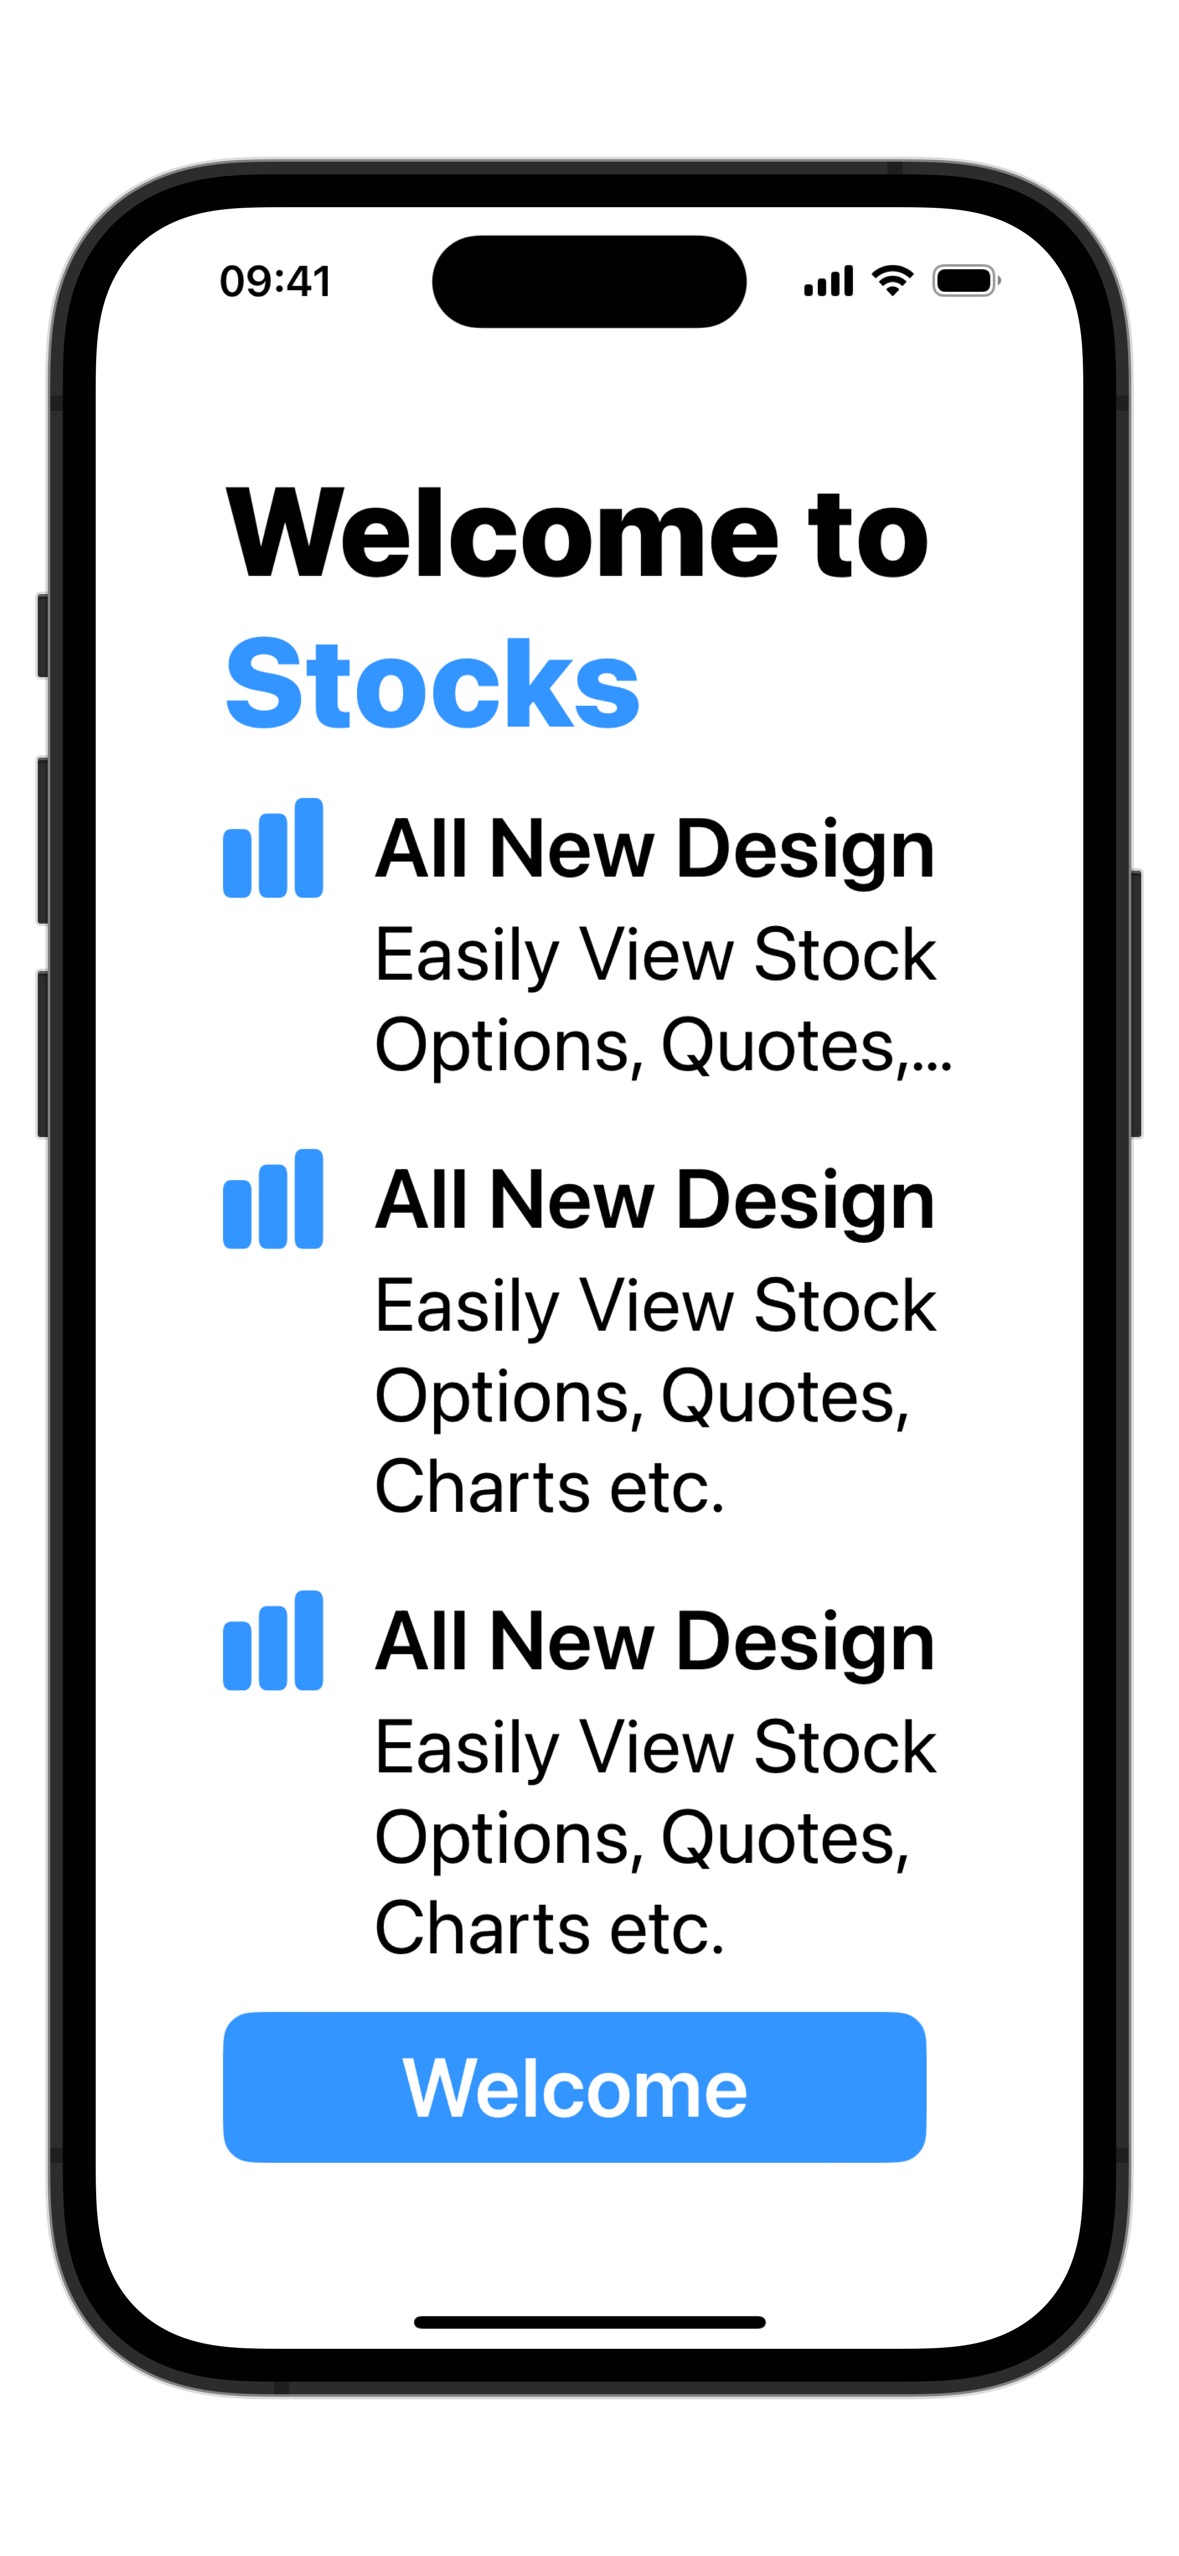 09:41
Welcome to
Stocks
All New Design
Easily View Stock
Options, Quotes,...
All New Design
Easily View Stock
Options, Quotes,
Charts etc.
All New Design
Easily View Stock
Options, Quotes,
Charts etc.
Welcome